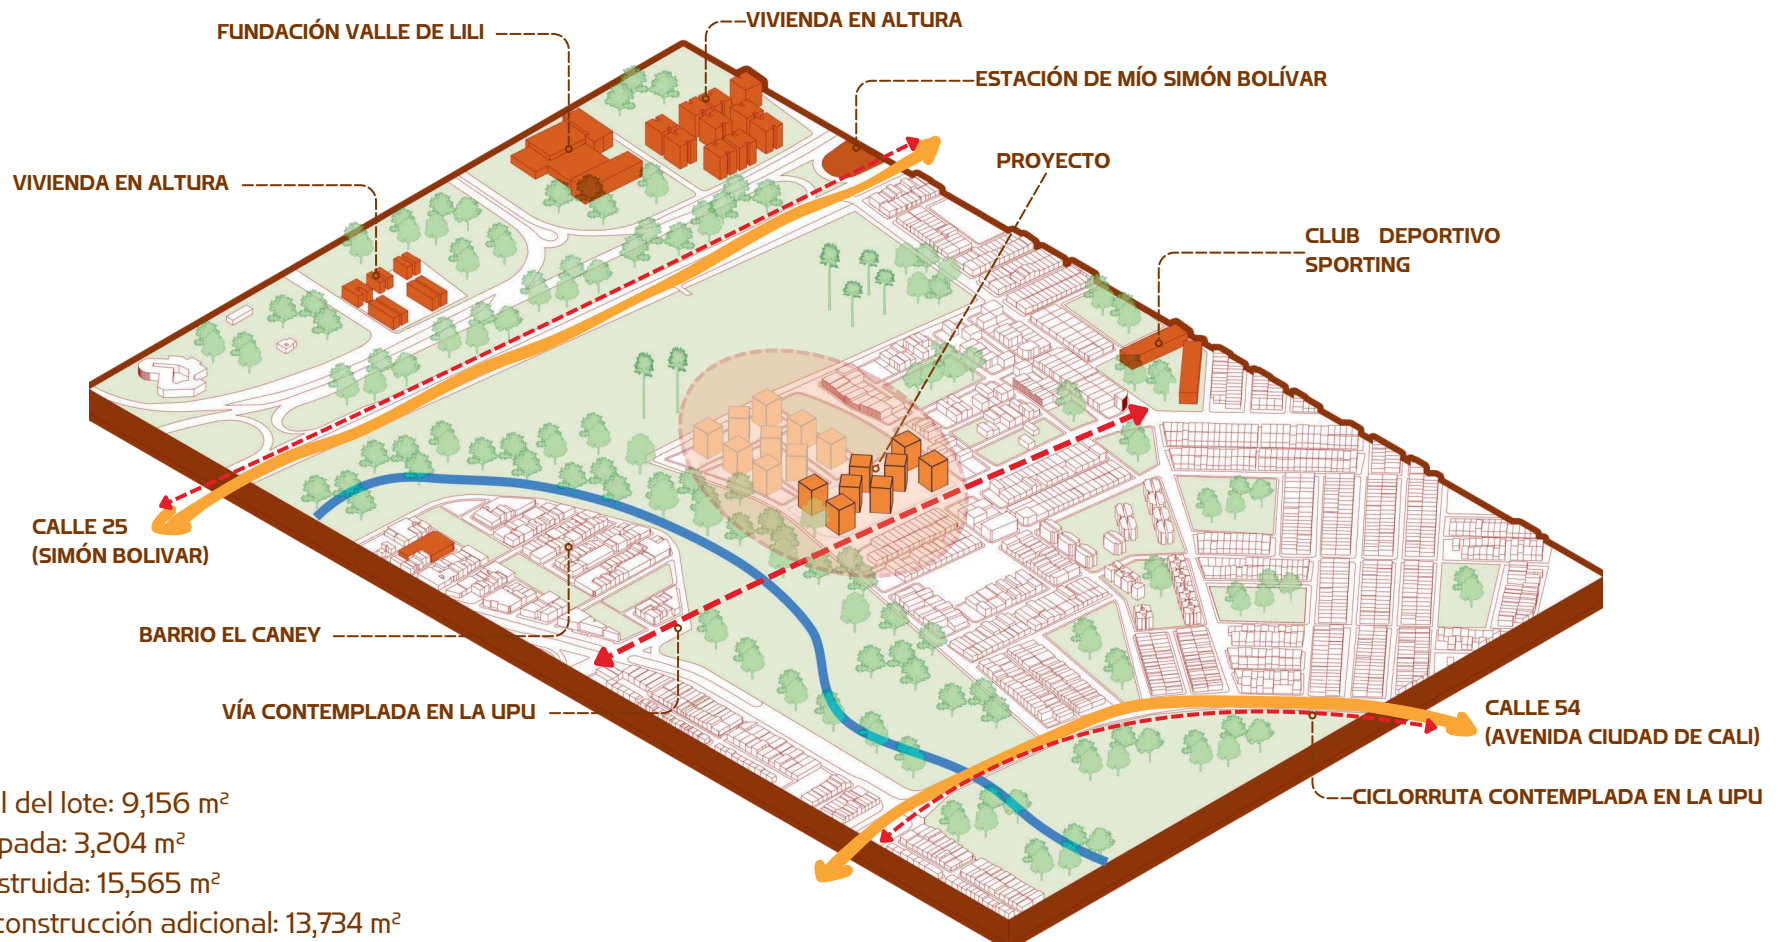 VIVIENDA EN ALTURA
FUNDACIÓN VALLE DE LILI
ESTACIÓN DE MÍO SIMÓN BOLÍVAR
PROYECTO
VIVIENDA EN ALTURA
CLUB DEPORTIVO
SPORTING
CALLE 25
(SIMÓN BOLIVAR)
BARRIO EL CANEY
VÍA CONTEMPLADA EN LA UPU
CALLE 54
(AVENIDA CIUDAD DE CALI)
CICLORRUTA CONTEMPLADA EN LA UPU
l del lote: 9,156 m²
pada: 3,204 m²
struida: 15,565 m²
construcción adicional: 13,734 m²